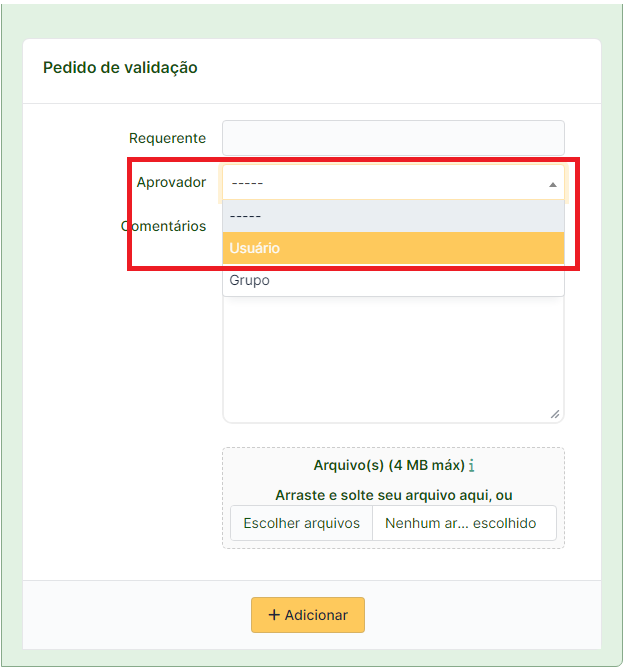 Pedido de validação
Requerente
Aprovador
-----
Comentários
-----
Usuário
Grupo
Arquivo(s) (4 MB máx) i
Arraste e solte seu arquivo aqui, ou
Escolher arquivos Nenhum ar... escolhido
+ Adicionar